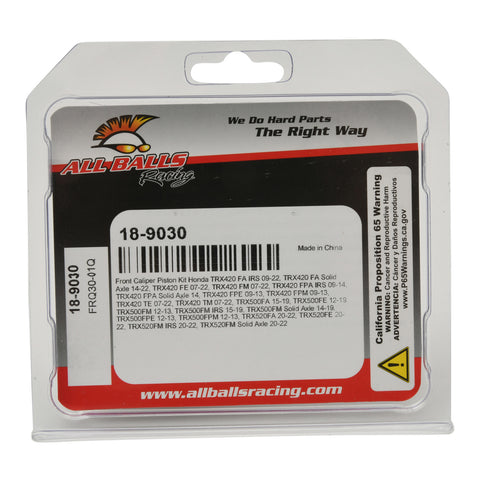 We Do Hard Parts
The Right Way
ALL BALLS
Racing
18-9030
Made in China
Front Caliper Piston Kit Honda TRX420 FA IRS 09-22, TRX420 FA Solid
Axle 14-22, TRX420 FE 07-22, TRX420 FM 07-22, TRX420 FPA IRS 09-14,
TRX420 FPA Solid Axle 14, TRX420 FPE 09-13, TRX420 FPM 09-13,
TRX420 TE 07-22, TRX420 TM 07-22, TRX500FA 15-19, TRX500FE 12-19
TRX500FM 12-13, TRX500FM IRS 15-19, TRX500FM Solid Axle 14-19,
TRX500FPE 12-13, TRX500FPM 12-13, TRX520FA 20-22, TRX520FE 20-
22, TRX520FM IRS 20-22, TRX520FM Solid Axle 20-22
18-9030
FRQ30-01Q
California Proposition 65 Warning
WARNING: Cancer and Reproductive Harm
ADVERTENCIA: Cáncer y Daños Reproductivos
www.P65Warnings.ca.gov
www.allballsracing.com